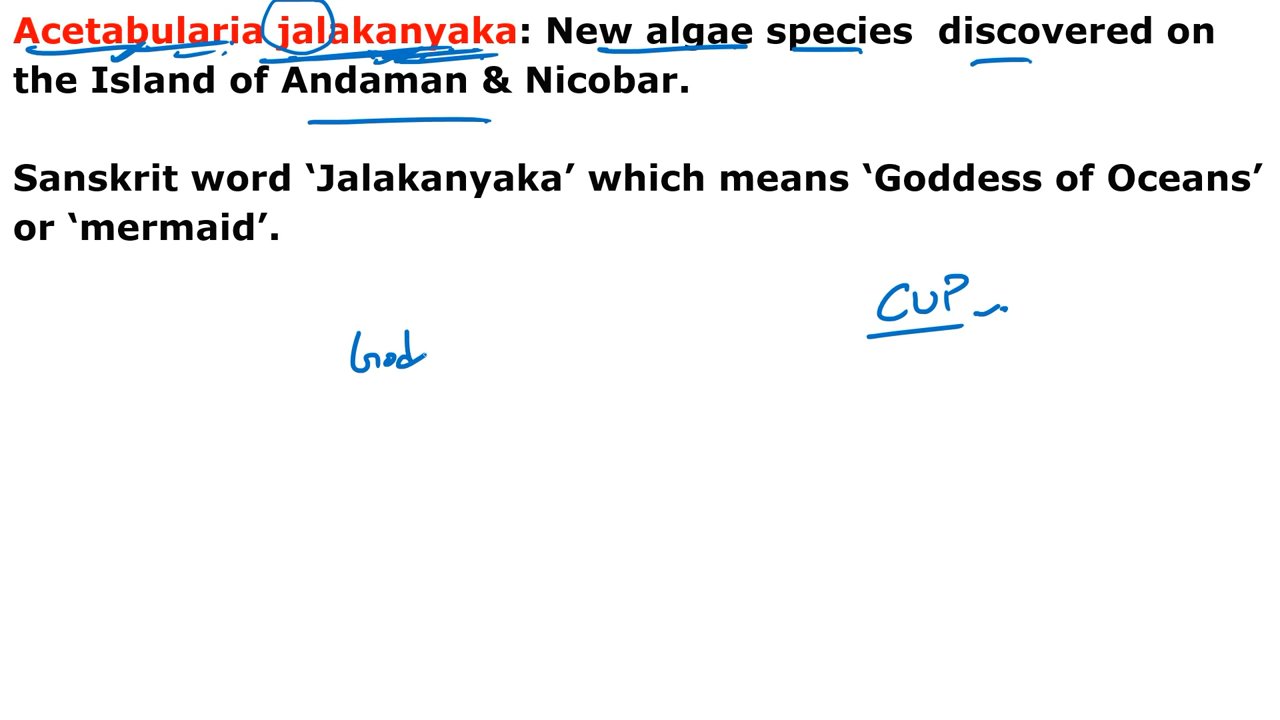 Acetabularia jalakanyaka: New algae species discovered on
the Island of Andaman & Nicobar.
Sanskrit word ‘Jalakanyaka’ which means ‘Goddess of Oceans’
or ‘mermaid’.
CUP
God